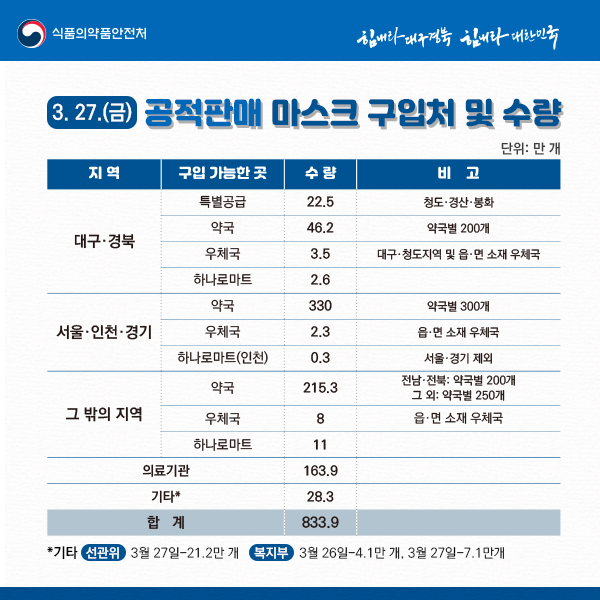 식품의약품안전처
힘내라 대구경북 힘내라 대한민국
3. 27.(금) 공적판매 마스크 구입처 및 수량
단위: 만 개
지 역 구입 가능한 곳 수 량 비 고
대구·경북
특별공급 22.5 청도·경산·봉화
약국 46.2 약국별 200개
우체국 3.5 대구·청도지역 및 읍·면 소재 우체국
하나로마트 2.6
서울·인천·경기
약국 330 약국별 300개
우체국 2.3 읍·면 소재 우체국
하나로마트(인천) 0.3 서울·경기 제외
그 밖의 지역
약국 215.3 전남·전북: 약국별 200개
그 외: 약국별 250개
우체국 8 읍·면 소재 우체국
하나로마트 11
의료기관 163.9
기타* 28.3
합 계 833.9
*기타 선관위 3월 27일-21.2만 개 복지부 3월 26일-4.1만 개, 3월 27일-7.1만개